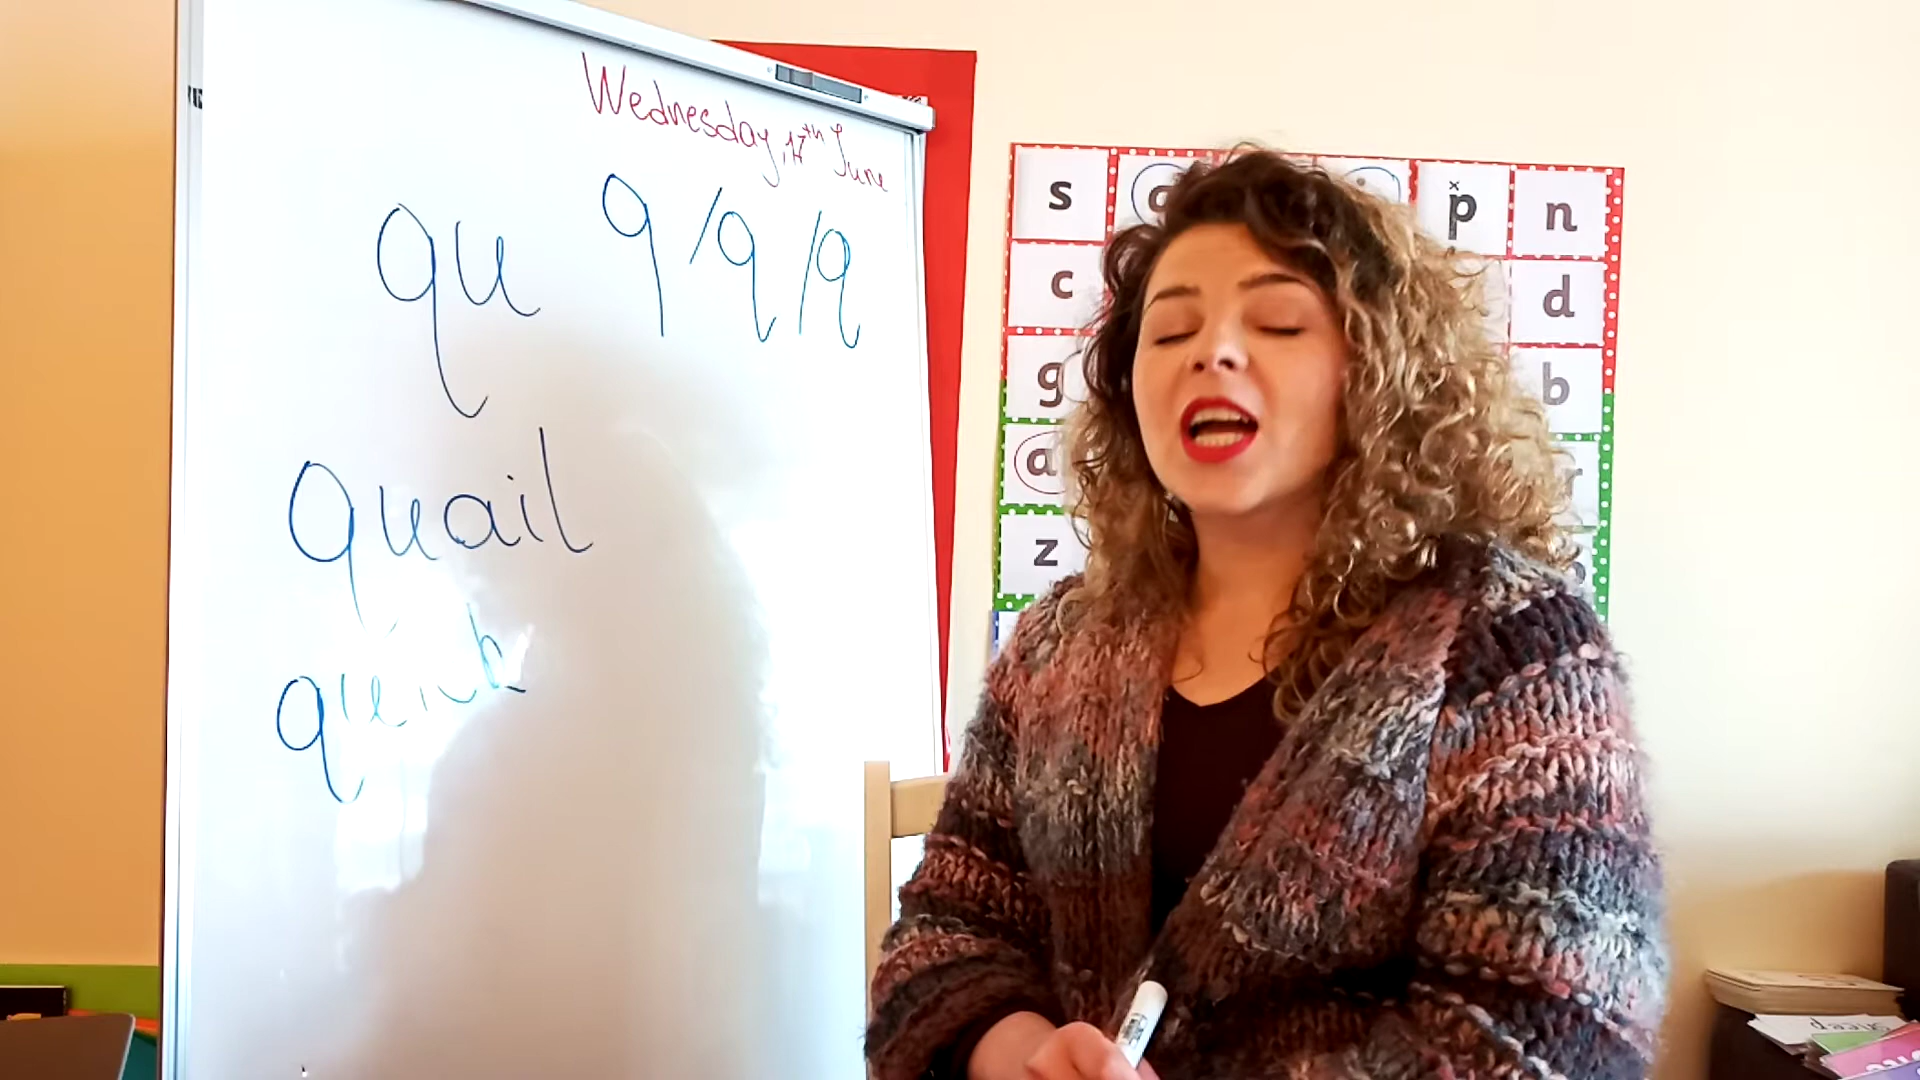 Wednesday, 17th June
qu q / q / q
quail
s p n
c d
g b
a r
z